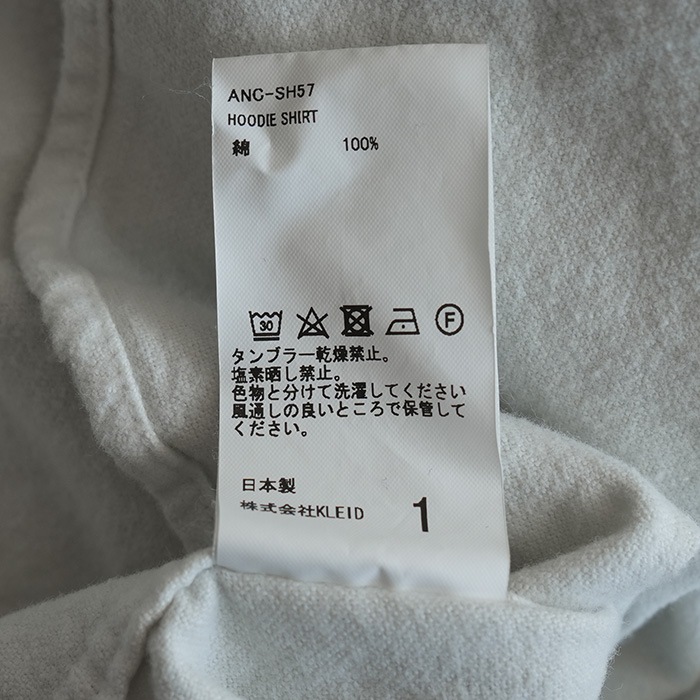 ANC-SH57
HOODIE SHIRT
綿 100%
30 F
タンブラー乾燥禁止。
塩素晒し禁止。
色物と分けて洗濯してください
風通しの良いところで保管して
ください。
日本製
株式会社KLEID 1